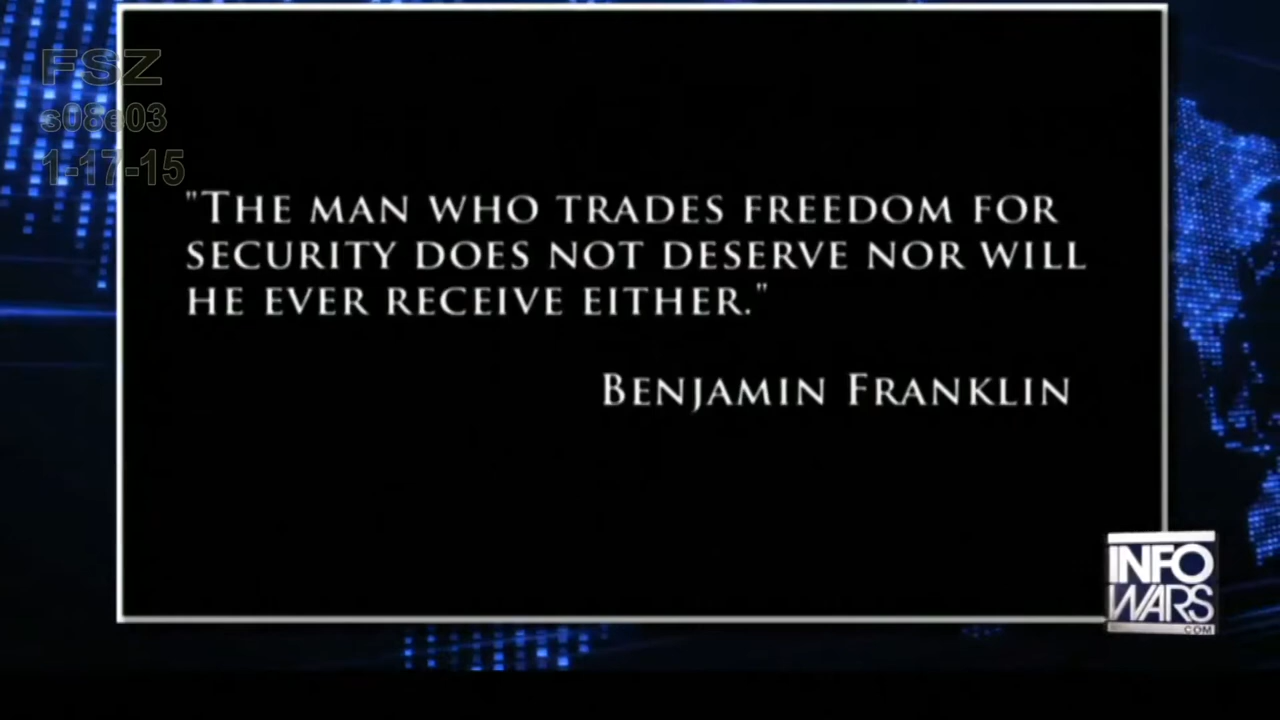 FSZ
s08e03
1-17-15
"THE MAN WHO TRADES FREEDOM FOR
SECURITY DOES NOT DESERVE NOR WILL
HE EVER RECEIVE EITHER."
BENJAMIN FRANKLIN
INFO
WARS
.COM